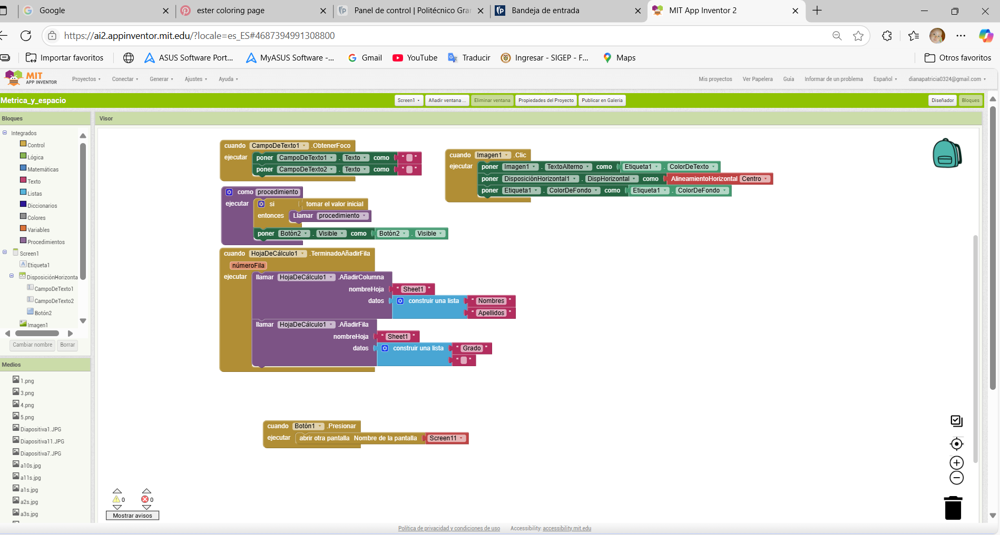 Google
ester coloring page
Panel de control | Politécnico Gra
Bandeja de entrada
MIT App Inventor 2
https://ai2.appinventor.mit.edu/?locale=es_ES#4687394991308800
Importar favoritos
ASUS Software Port...
MyASUS Software -...
Gmail
YouTube
Traducir
Ingresar - SIGEP - F...
Maps
Otros favoritos
MIT
APP INVENTOR
Proyectos
Conectar
Generar
Ajustes
Ayuda
Mis proyectos
Ver Papelera
Guía
Informar de un problema
Español
dianapatricia0324@gmail.com
Metrica_y_espacio
Screen1
Añadir ventana ...
Eliminar ventana
Propiedades del Proyecto
Publicar en Galería
Diseñador
Bloques
Bloques
Integrados
Control
Lógica
Matemáticas
Texto
Listas
Diccionarios
Colores
Variables
Procedimientos
Screen1
Etiqueta1
DisposiciónHorizonta
CampoDeTexto1
CampoDeTexto2
Botón2
Imagen1
Cambiar nombre
Borrar
Medios
1.png
3.png
4.png
5.png
Diapositiva1.JPG
Diapositiva11.JPG
Diapositiva7.JPG
a10s.jpg
a11s.jpg
a1s.jpg
a2s.jpg
a3s.jpg
Visor
cuando CampoDeTexto1 .ObtenerFoco
ejecutar poner CampoDeTexto1 . Texto como " "
poner CampoDeTexto2 . Texto como " "
cuando Imagen1 .Clic
ejecutar poner Imagen1 . TextoAlterno como Etiqueta1 . ColorDeTexto
poner DisposiciónHorizontal1 . DispHorizontal como AlineamientoHorizontal Centro
poner Etiqueta1 . ColorDeFondo como Etiqueta1 . ColorDeFondo
como procedimiento
ejecutar si tomar el valor inicial
entonces Llamar procedimiento
poner Botón2 . Visible como Botón2 . Visible
cuando HojaDeCálculo1 .TerminadoAñadirFila
númeroFila
ejecutar llamar HojaDeCálculo1 .AñadirColumna
nombreHoja " Sheet1 "
datos construir una lista " Nombres "
" Apellidos "
llamar HojaDeCálculo1 .AñadirFila
nombreHoja " Sheet1 "
datos construir una lista " Grado "
" "
cuando Botón1 .Presionar
ejecutar abrir otra pantalla Nombre de la pantalla Screen11
0
0
Mostrar avisos
Política de privacidad y condiciones de uso
Accessibility: accessibility.mit.edu